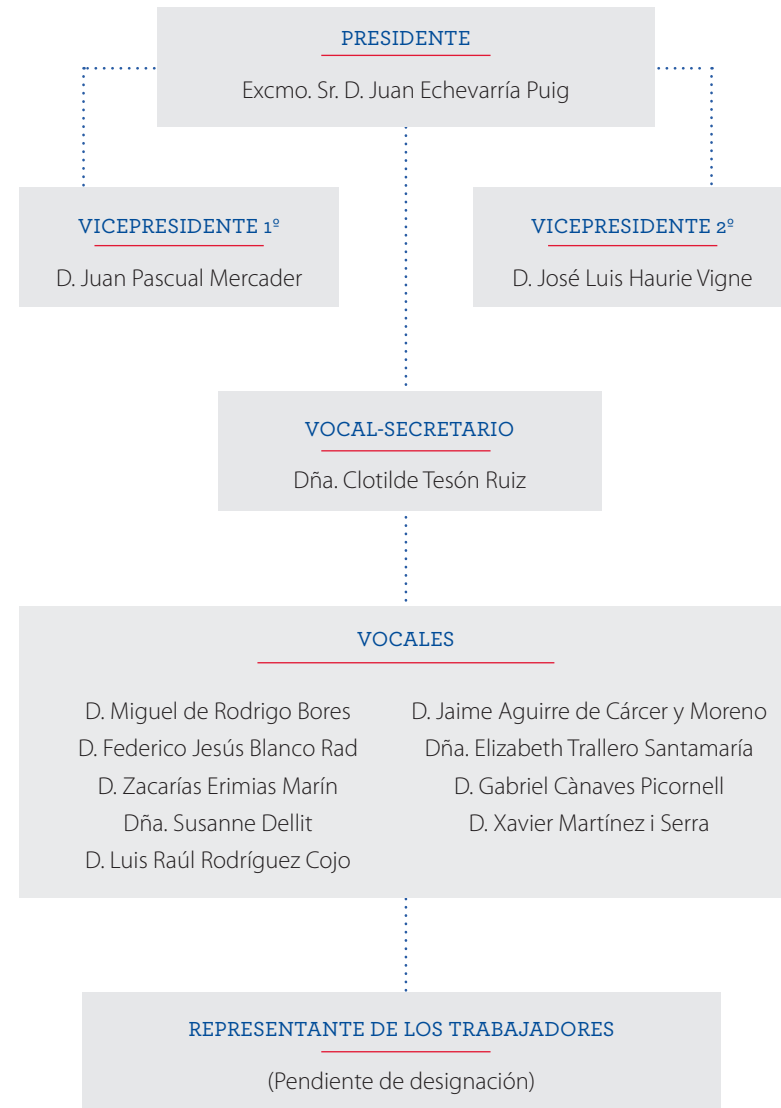 PRESIDENTE
Excmo. Sr. D. Juan Echevarría Puig
VICEPRESIDENTE 1º
D. Juan Pascual Mercader
VICEPRESIDENTE 2º
D. José Luis Haurie Vigne
VOCAL-SECRETARIO
Dña. Clotilde Tesón Ruiz
VOCALES
D. Miguel de Rodrigo Bores
D. Federico Jesús Blanco Rad
D. Zacarías Erimias Marín
Dña. Susanne Dellit
D. Luis Raúl Rodríguez Cojo
D. Jaime Aguirre de Cárcer y Moreno
Dña. Elizabeth Trallero Santamaría
D. Gabriel Cànaves Picornell
D. Xavier Martínez i Serra
REPRESENTANTE DE LOS TRABAJADORES
(Pendiente de designación)